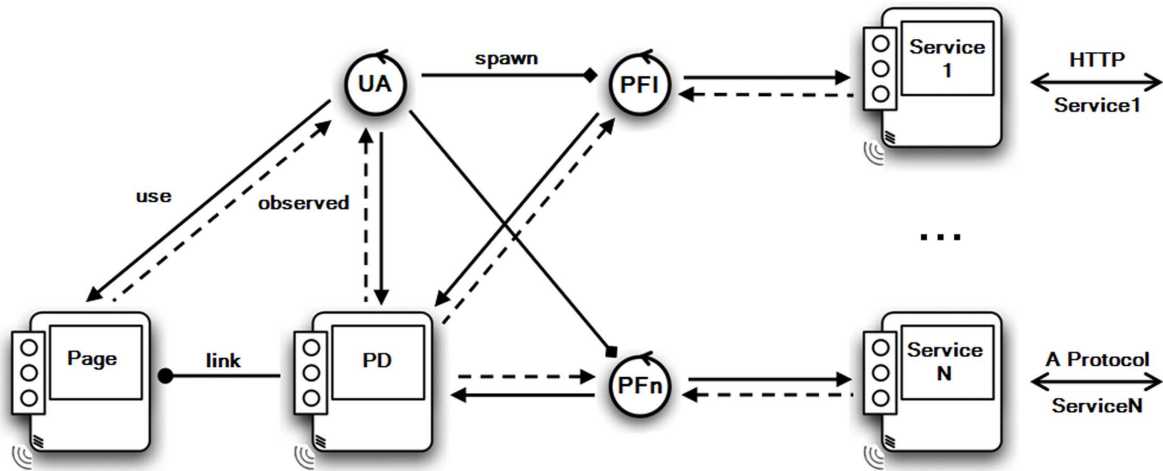 spawn
UA
PFI
Service
1
HTTP
Service1
use
observed
...
Page
link
PD
PFn
Service
N
A Protocol
ServiceN